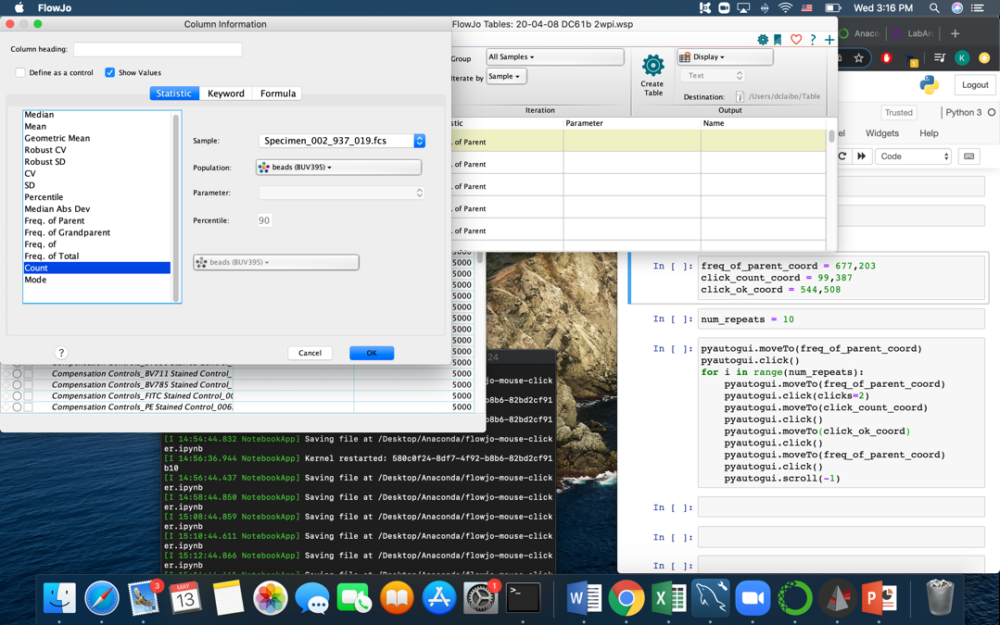 FlowJo
Wed 3:16 PM
Column Information
Column heading:
Define as a control
Show Values
Statistic
Keyword
Formula
Median
Mean
Geometric Mean
Robust CV
Robust SD
CV
SD
Percentile
Median Abs Dev
Freq. of Parent
Freq. of Grandparent
Freq. of
Freq. of Total
Count
Mode
Sample:
Specimen_002_937_019.fcs
Population:
beads (BUV395)
Parameter:
Percentile:
90
beads (BUV395)
?
Cancel
OK
FlowJo Tables: 20-04-08 DC61b 2wpi.wsp
?
Group
All Samples
Iterate by
Sample
Iteration
Create
Table
Display
Text
Destination:
/Users/dclaibo/Table
Output
stic
Parameter
Name
. of Parent
. of Parent
. of Parent
. of Parent
. of Parent
Anaco
LabAr
K
Logout
Trusted
Python 3
el
Widgets
Help
Code
In [ ]:
freq_of_parent_coord = 677,203
click_count_coord = 99,387
click_ok_coord = 544,508
In [ ]:
num_repeats = 10
In [ ]:
pyautogui.moveTo(freq_of_parent_coord)
pyautogui.click()
for i in range(num_repeats):
pyautogui.moveTo(freq_of_parent_coord)
pyautogui.click(clicks=2)
pyautogui.moveTo(click_count_coord)
pyautogui.click()
pyautogui.moveTo(click_ok_coord)
pyautogui.click()
pyautogui.moveTo(freq_of_parent_coord)
pyautogui.click()
pyautogui.scroll(-1)
In [ ]:
In [ ]:
In [ ]:
5000
5000
5000
5000
5000
5000
5000
5000
5000
5000
Compensation Controls_BV711 Stained Control_
5000
Compensation Controls_BV785 Stained Control_
5000
Compensation Controls_FITC Stained Control_00
5000
Compensation Controls_PE Stained Control_006.
5000
24
jo-mouse-click
b8b6-82bd2cf91
jo-mouse-click
b8b6-82bd2cf91
jo-mouse-click
[I 14:54:44.832 NotebookApp] Saving file at /Desktop/Anaconda/flowjo-mouse-click
er.ipynb
[I 14:56:36.944 NotebookApp] Kernel restarted: 580c0f24-8df7-4f92-b8b6-82bd2cf91
b10
[I 14:56:44.437 NotebookApp] Saving file at /Desktop/Anaconda/flowjo-mouse-click
er.ipynb
[I 14:58:44.850 NotebookApp] Saving file at /Desktop/Anaconda/flowjo-mouse-click
er.ipynb
[I 15:08:44.859 NotebookApp] Saving file at /Desktop/Anaconda/flowjo-mouse-click
er.ipynb
[I 15:10:44.611 NotebookApp] Saving file at /Desktop/Anaconda/flowjo-mouse-click
er.ipynb
[I 15:12:44.866 NotebookApp] Saving file at /Desktop/Anaconda/flowjo-mouse-click
er.ipynb
3
MAY
13
1